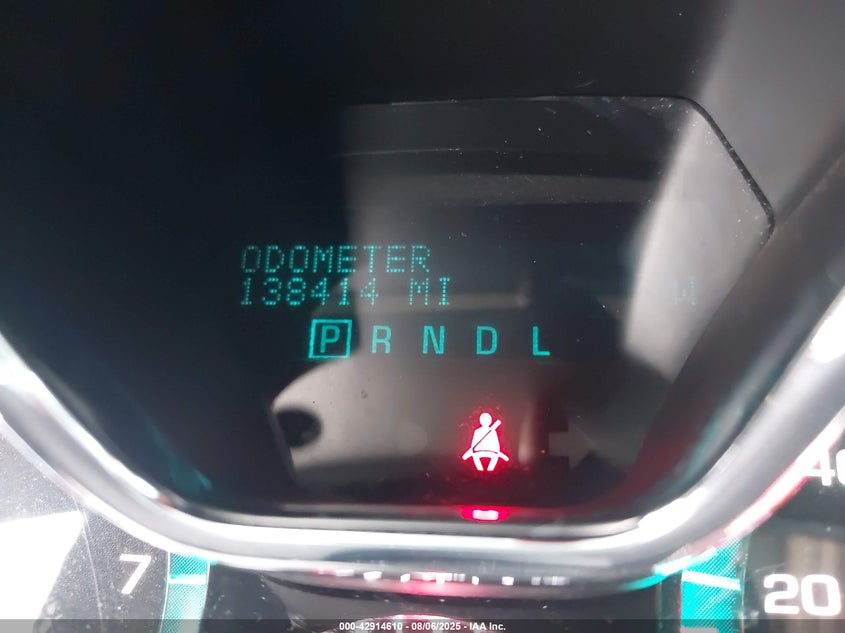 ODOMETER
138414 MI
W
P R N D L
7
20
000-42914610 - 08/06/2025 - IAA Inc.